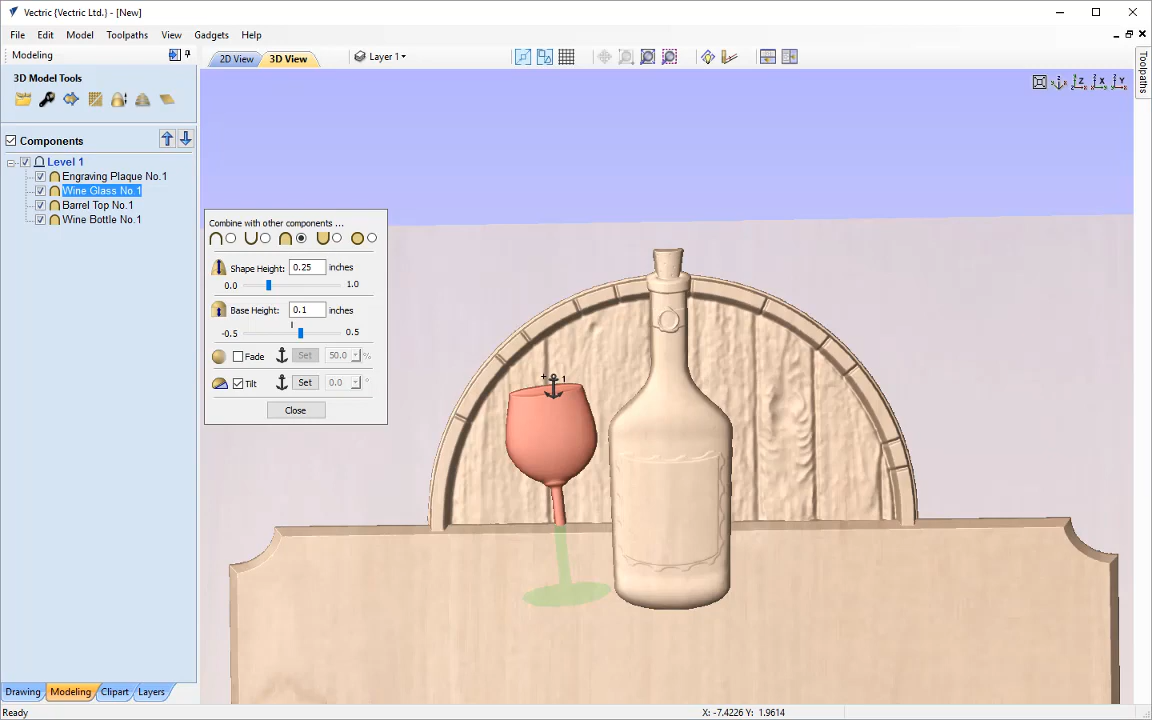 Vectric {Vectric Ltd.} - [New]
File Edit Model Toolpaths View Gadgets Help
Modeling
2D View 3D View Layer 1
3D Model Tools
Toolpaths
Z X Y
Components
Level 1
Engraving Plaque No.1
Wine Glass No.1
Barrel Top No.1
Wine Bottle No.1
Combine with other components ...
Shape Height: 0.25 inches
0.0 1.0
Base Height: 0.1 inches
-0.5 0.5
Fade Set 50.0 %
Tilt Set 0.0 °
Close
1
Drawing Modeling Clipart Layers
Ready X: -7.4226 Y: 1.9614